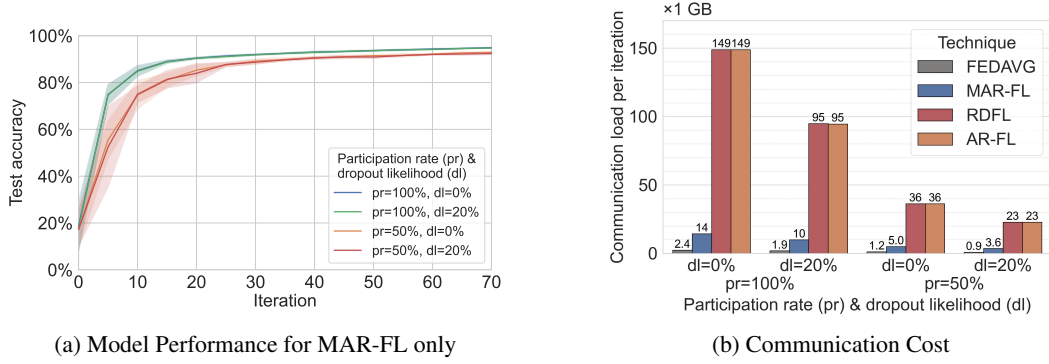 100%
80%
60%
40%
20%
0%
Test accuracy
Participation rate (pr) &
dropout likelihood (dl)
pr=100%, dl=0%
pr=100%, dl=20%
pr=50%, dl=0%
pr=50%, dl=20%
0 10 20 30 40 50 60 70
Iteration
(a) Model Performance for MAR-FL only
×1 GB
150
100
50
0
Communication load per iteration
Technique
FEDAVG
MAR-FL
RDFL
AR-FL
2.4 14 149 149
1.9 10 95 95
1.2 5.0 36 36
0.9 3.6 23 23
dl=0% dl=20% dl=0% dl=20%
pr=100% pr=50%
Participation rate (pr) & dropout likelihood (dl)
(b) Communication Cost